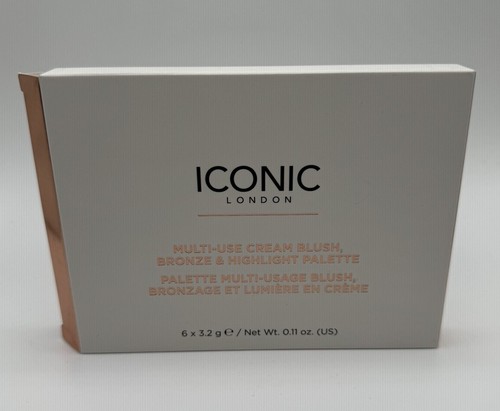 ICONIC
LONDON
MULTI-USE CREAM BLUSH,
BRONZE & HIGHLIGHT PALETTE
PALETTE MULTI-USAGE BLUSH,
BRONZAGE ET LUMIÈRE EN CRÈME
6 x 3.2 g ℮ / Net Wt. 0.11 oz. (US)